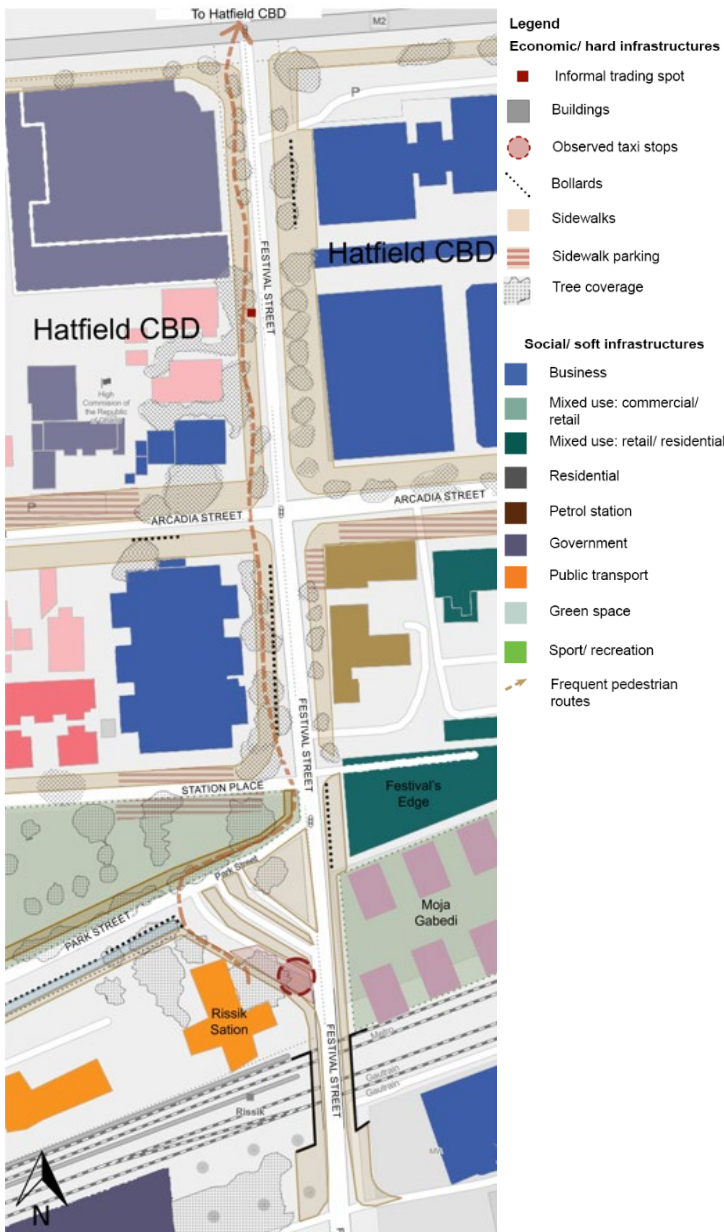 To Hatfield CBD
M2
P
FESTIVAL STREET
Hatfield CBD
Hatfield CBD
High
Commision of
the Republic
P
ARCADIA STREET
ARCADIA STREET
FESTIVAL STREET
STATION PLACE
Festival's
Edge
Park Street
PARK STREET
Moja
Gabedi
Rissik
Sation
FESTIVAL STREET
Metro
Gautrain
Gautrain
Rissik
N
Legend
Economic/ hard infrastructures
Informal trading spot
Buildings
Observed taxi stops
Bollards
Sidewalks
Sidewalk parking
Tree coverage
Social/ soft infrastructures
Business
Mixed use: commercial/
retail
Mixed use: retail/ residential
Residential
Petrol station
Government
Public transport
Green space
Sport/ recreation
Frequent pedestrian
routes